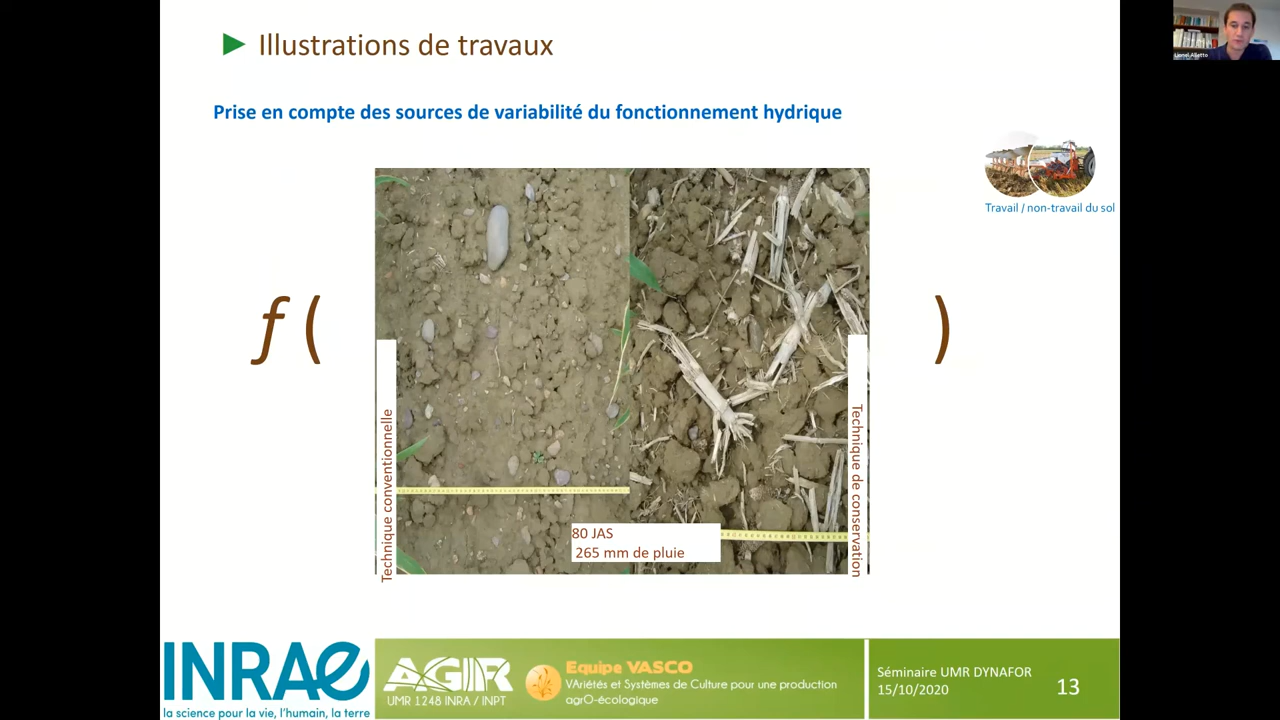 Illustrations de travaux
Lionel Alletto
Prise en compte des sources de variabilité du fonctionnement hydrique
Travail / non-travail du sol
f ( )
Technique conventionnelle
Technique de conservation
80 JAS
265 mm de pluie
INRAE
la science pour la vie, l'humain, la terre
AGIR
UMR 1248 INRA / INPT
Equipe VASCO
VAriétés et Systèmes de Culture pour une production
agrO-écologique
Séminaire UMR DYNAFOR
15/10/2020
13